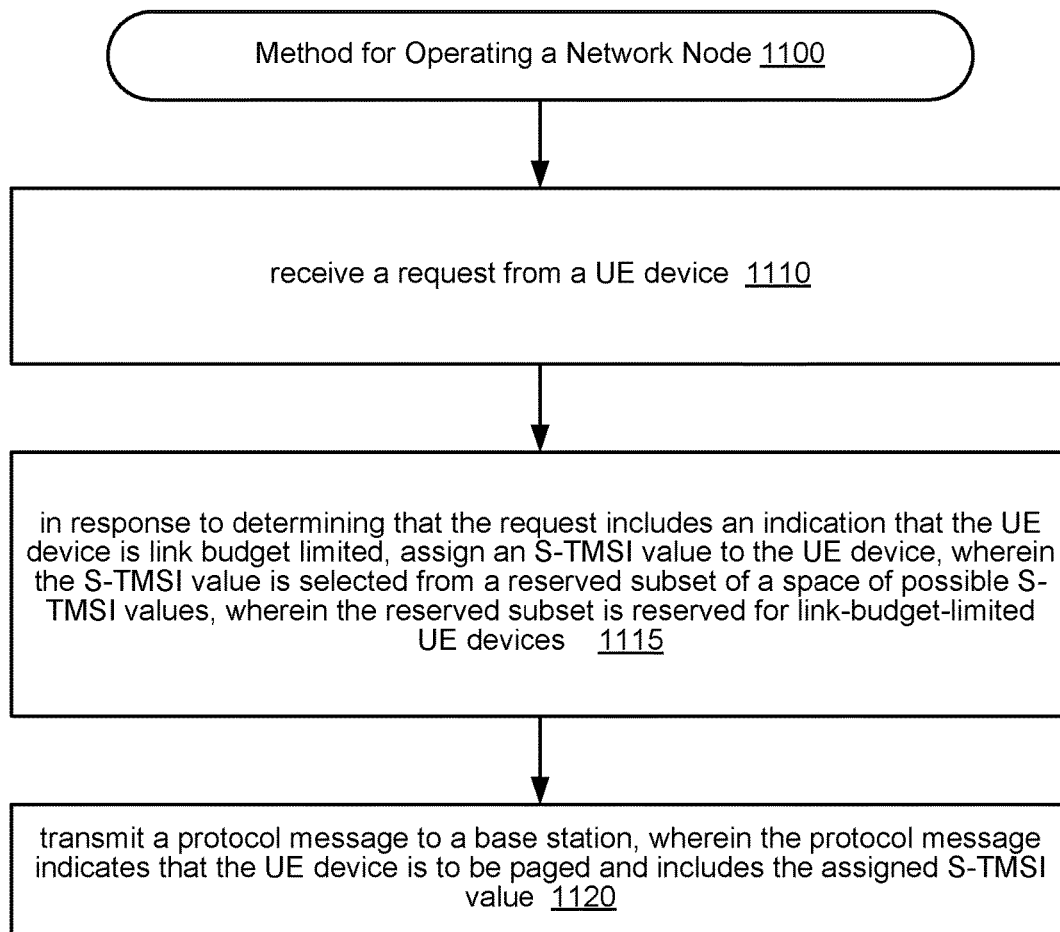 Method for Operating a Network Node 1100
receive a request from a UE device 1110
in response to determining that the request includes an indication that the UE
device is link budget limited, assign an S-TMSI value to the UE device, wherein
the S-TMSI value is selected from a reserved subset of a space of possible S-
TMSI values, wherein the reserved subset is reserved for link-budget-limited
UE devices 1115
transmit a protocol message to a base station, wherein the protocol message
indicates that the UE device is to be paged and includes the assigned S-TMSI
value 1120